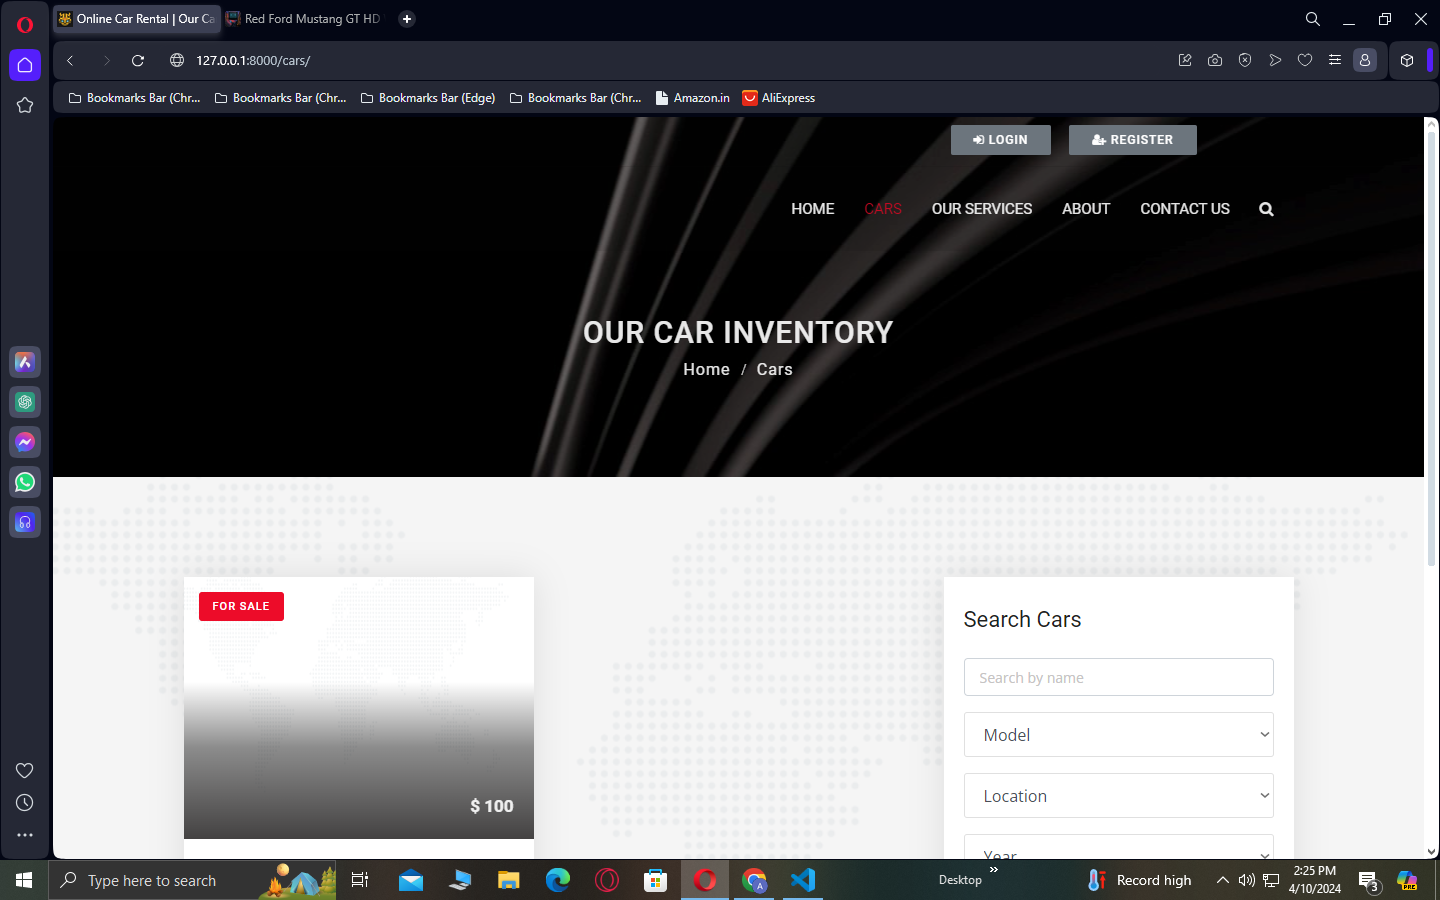 Online Car Rental | Our Ca
Red Ford Mustang GT HD
127.0.0.1:8000/cars/
Bookmarks Bar (Chr...
Bookmarks Bar (Chr...
Bookmarks Bar (Edge)
Bookmarks Bar (Chr...
Amazon.in
AliExpress
LOGIN
REGISTER
HOME
CARS
OUR SERVICES
ABOUT
CONTACT US
OUR CAR INVENTORY
Home / Cars
FOR SALE
$ 100
Search Cars
Search by name
Model
Location
Year
Type here to search
Desktop
Record high
2:25 PM
4/10/2024
3
A
PRE